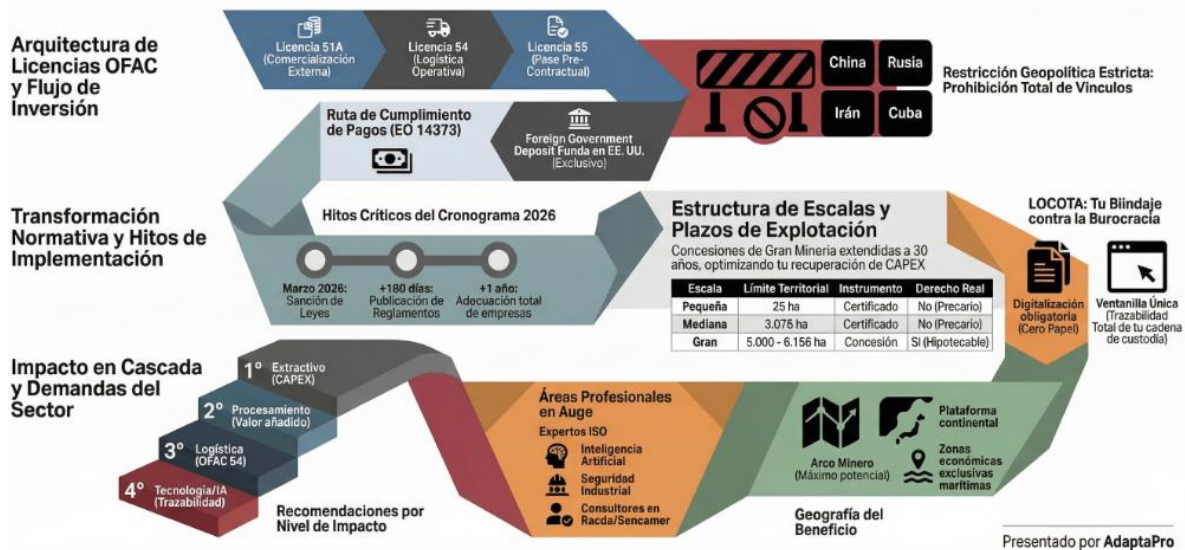 Arquitectura de
Licencias OFAC
y Flujo de
Inversión
Licencia 51A
(Comercialización
Externa)
Licencia 54
(Logística
Operativa)
Licencia 55
(Pase Pre-
Contractual)
China
Rusia
Irán
Cuba
Restricción Geopolítica Estricta:
Prohibición Total de Vinculos
Ruta de Cumplimiento
de Pagos (EO 14373)
Foreign Government
Deposit Funda en EE. UU.
(Exclusivo)
Transformación
Normativa y Hitos de
Implementación
Hitos Críticos del Cronograma 2026
Marzo 2026:
Sanción de
Leyes
+180 días:
Publicación de
Reglamentos
+1 año:
Adecuación total
de empresas
Estructura de Escalas y
Plazos de Explotación
Concesiones de Gran Mineria extendidas a 30
años, optimizando tu recuperación de CAPEX
Escala Límite Territorial Instrumento Derecho Real
Pequeña 25 ha Certificado No (Precario)
Mediana 3.076 ha Certificado No (Precario)
Gran 5.000 - 6.156 ha Concesión SI (Hipotecable)
LOCOTA: Tu Biindaje
contra la Burocracia
Digitalización
obligatoria
(Cero Papel)
Ventanilla Única
(Trazabilidad
Total de tu cadena
de custodia)
Impacto en Cascada
y Demandas del
Sector
1º Extractivo
(CAPEX)
2º Procesamiento
(Valor añadido)
3º Logística
(OFAC 54)
4º Tecnología/IA
(Trazabilidad)
Recomendaciones por
Nivel de Impacto
Áreas Profesionales
en Auge
Expertos ISO
Inteligencia
Artificial
Seguridad
Industrial
Consultores en
Racda/Sencamer
Arco Minero
(Máximo potencial)
Plataforma
continental
Zonas
económicas
exclusivas
marítimas
Geografía del
Beneficio
Presentado por AdaptaPro